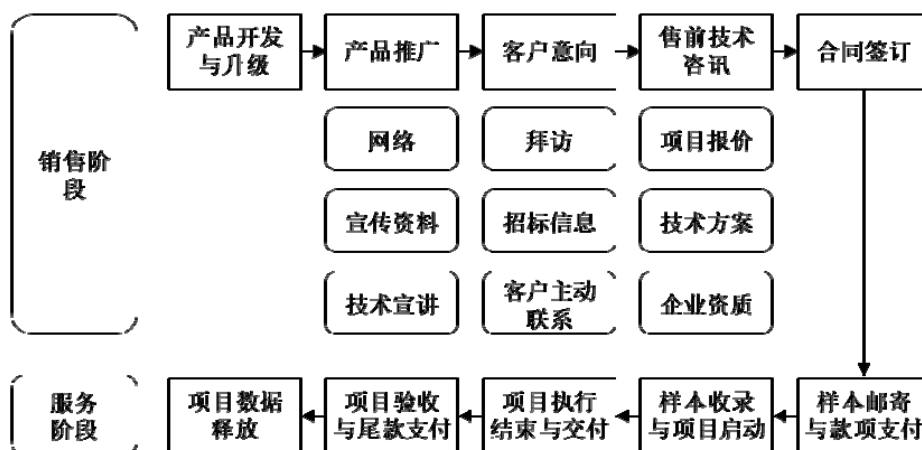 产品开发
与升级
产品推广
客户意向
售前技术
咨讯
合同签订
销售阶
段
网络
拜访
项目报价
宣传资料
招标信息
技术方案
技术宣讲
客户主动
联系
企业资质
服务
阶段
项目数据
释放
项目验收
与尾款支付
项目执行
结束与交付
样本收录
与项目启动
样本邮寄
与款项支付